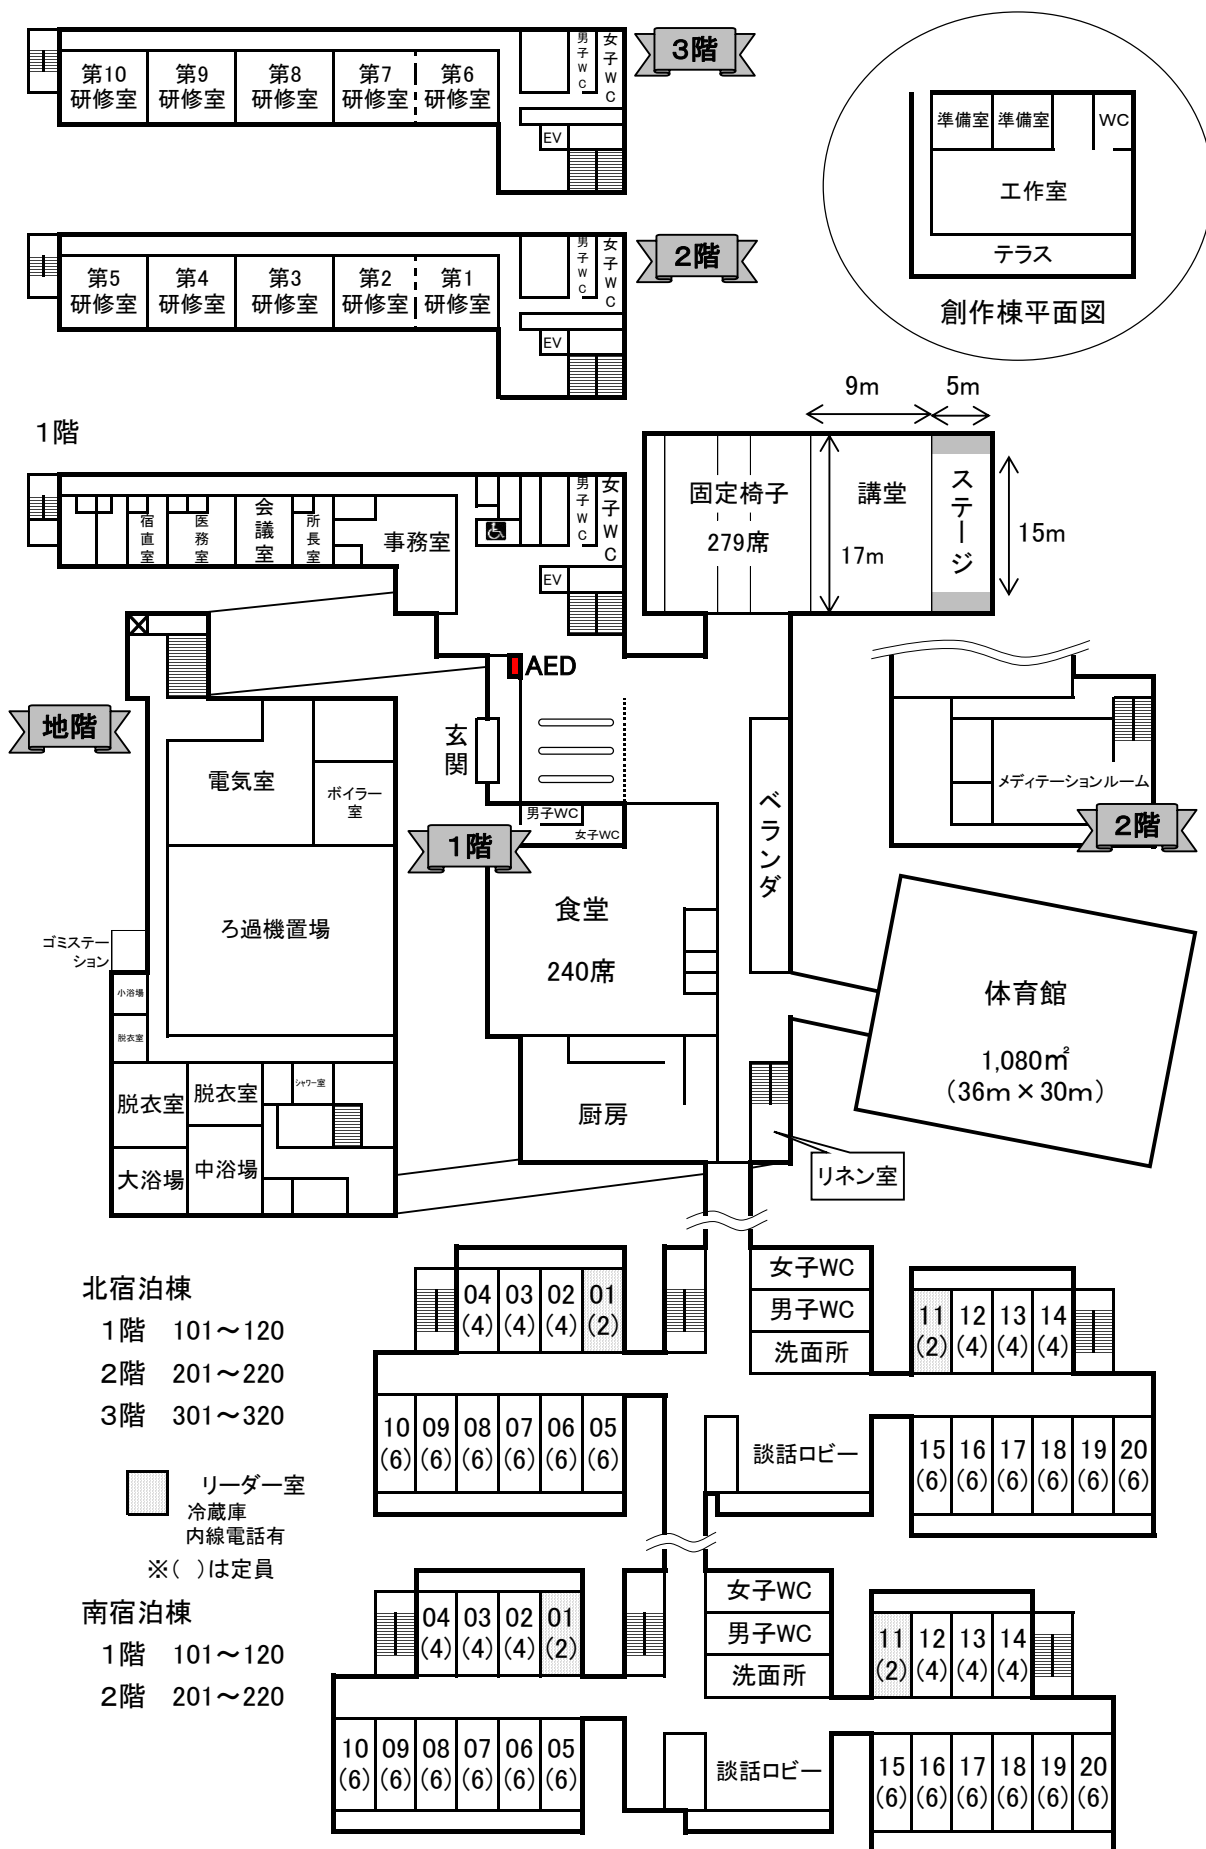 3階
第10
研修室
第9
研修室
第8
研修室
第7
研修室
第6
研修室
男子WC
女子WC
EV
準備室
準備室
WC
工作室
テラス
創作棟平面図
2階
第5
研修室
第4
研修室
第3
研修室
第2
研修室
第1
研修室
男子WC
女子WC
EV
1階
宿直室
医務室
会議室
所長室
事務室
男子WC
女子WC
EV
9m
5m
固定椅子
279席
講堂
17m
ステージ
15m
AED
玄関
地階
電気室
ボイラー
室
ろ過機置場
ゴミステー
ション
小浴場
脱衣室
脱衣室
脱衣室
シャワー室
大浴場
中浴場
男子WC
女子WC
1階
食堂
240席
厨房
ベランダ
メディテーションルーム
2階
体育館
1,080㎡
(36m×30m)
リネン室
北宿泊棟
1階 101～120
2階 201～220
3階 301～320
リーダー室
冷蔵庫
内線電話有
※( )は定員
04
(4)
03
(4)
02
(4)
01
(2)
女子WC
男子WC
洗面所
11
(2)
12
(4)
13
(4)
14
(4)
10
(6)
09
(6)
08
(6)
07
(6)
06
(6)
05
(6)
談話ロビー
15
(6)
16
(6)
17
(6)
18
(6)
19
(6)
20
(6)
南宿泊棟
1階 101～120
2階 201～220
04
(4)
03
(4)
02
(4)
01
(2)
女子WC
男子WC
洗面所
11
(2)
12
(4)
13
(4)
14
(4)
10
(6)
09
(6)
08
(6)
07
(6)
06
(6)
05
(6)
談話ロビー
15
(6)
16
(6)
17
(6)
18
(6)
19
(6)
20
(6)